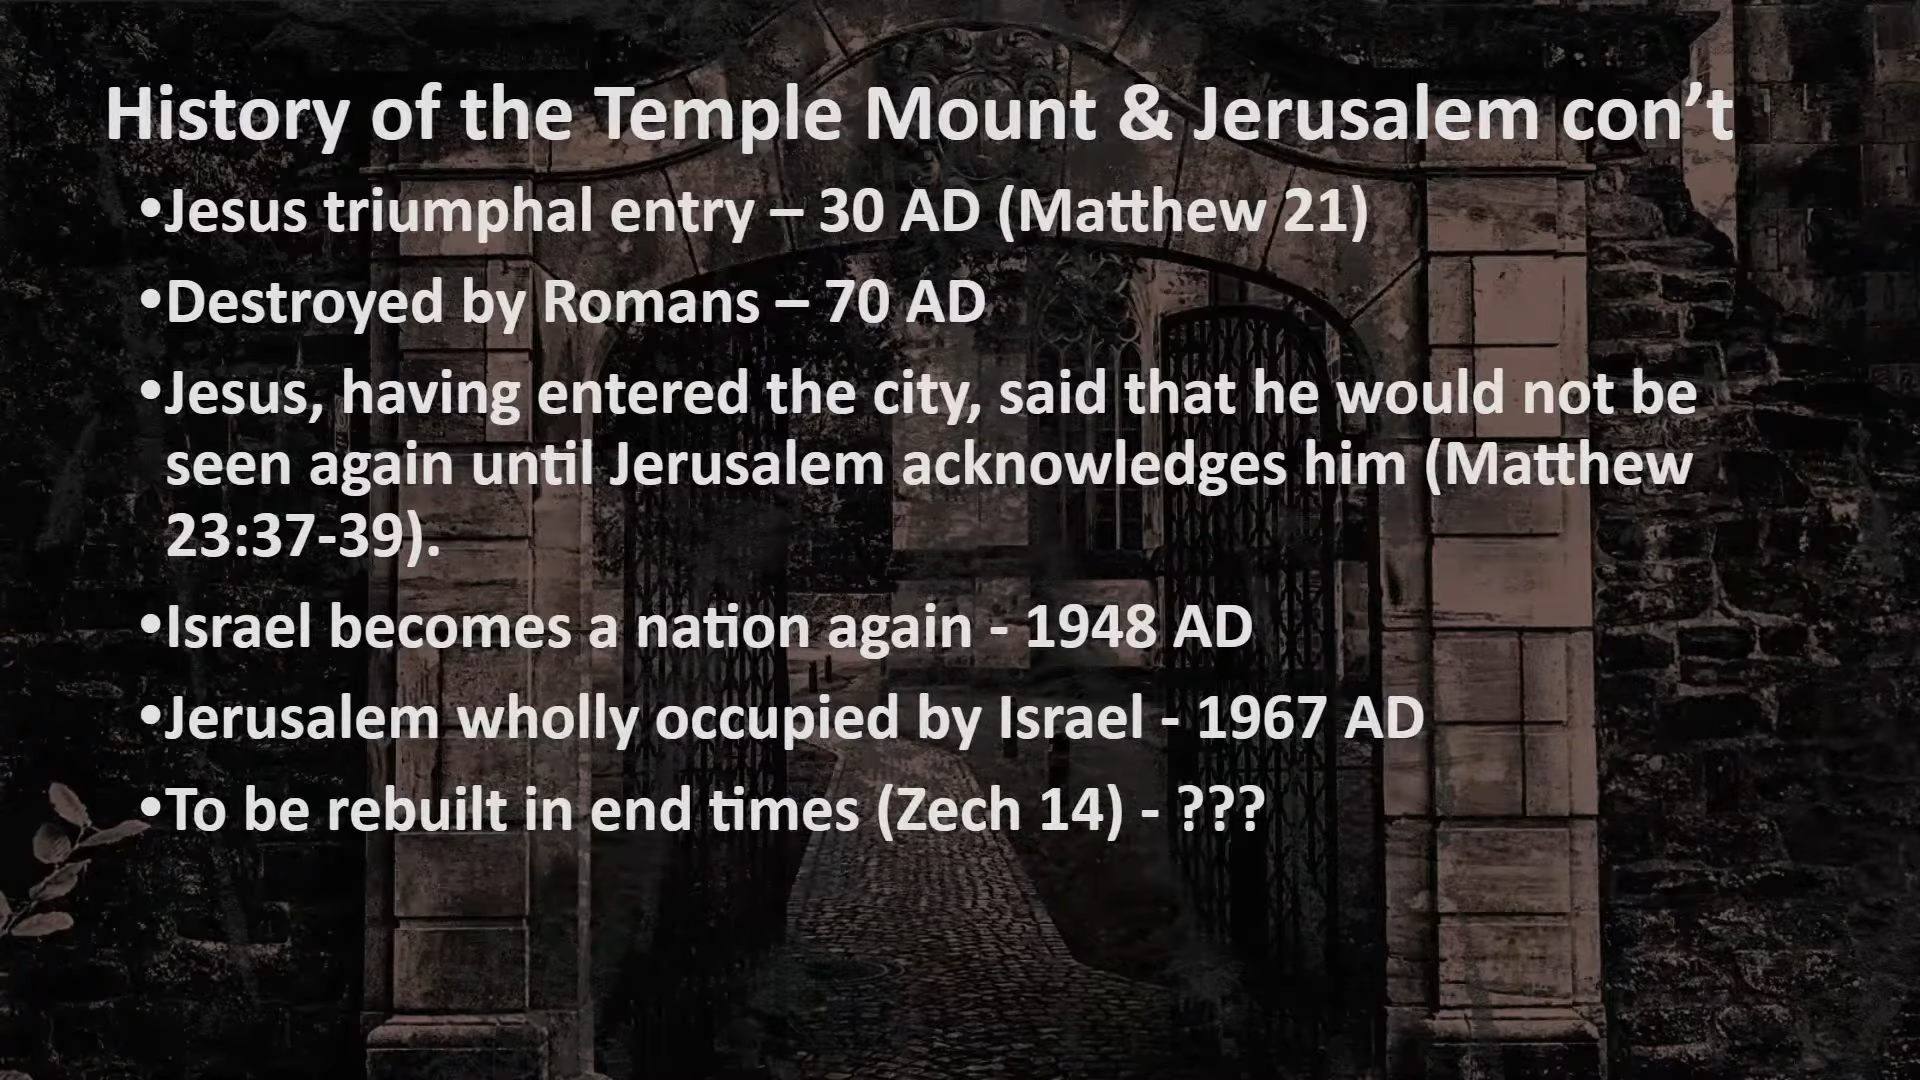 History of the Temple Mount & Jerusalem con’t
•Jesus triumphal entry – 30 AD (Matthew 21)
•Destroyed by Romans – 70 AD
•Jesus, having entered the city, said that he would not be
seen again until Jerusalem acknowledges him (Matthew
23:37-39).
•Israel becomes a nation again - 1948 AD
•Jerusalem wholly occupied by Israel - 1967 AD
•To be rebuilt in end times (Zech 14) - ???